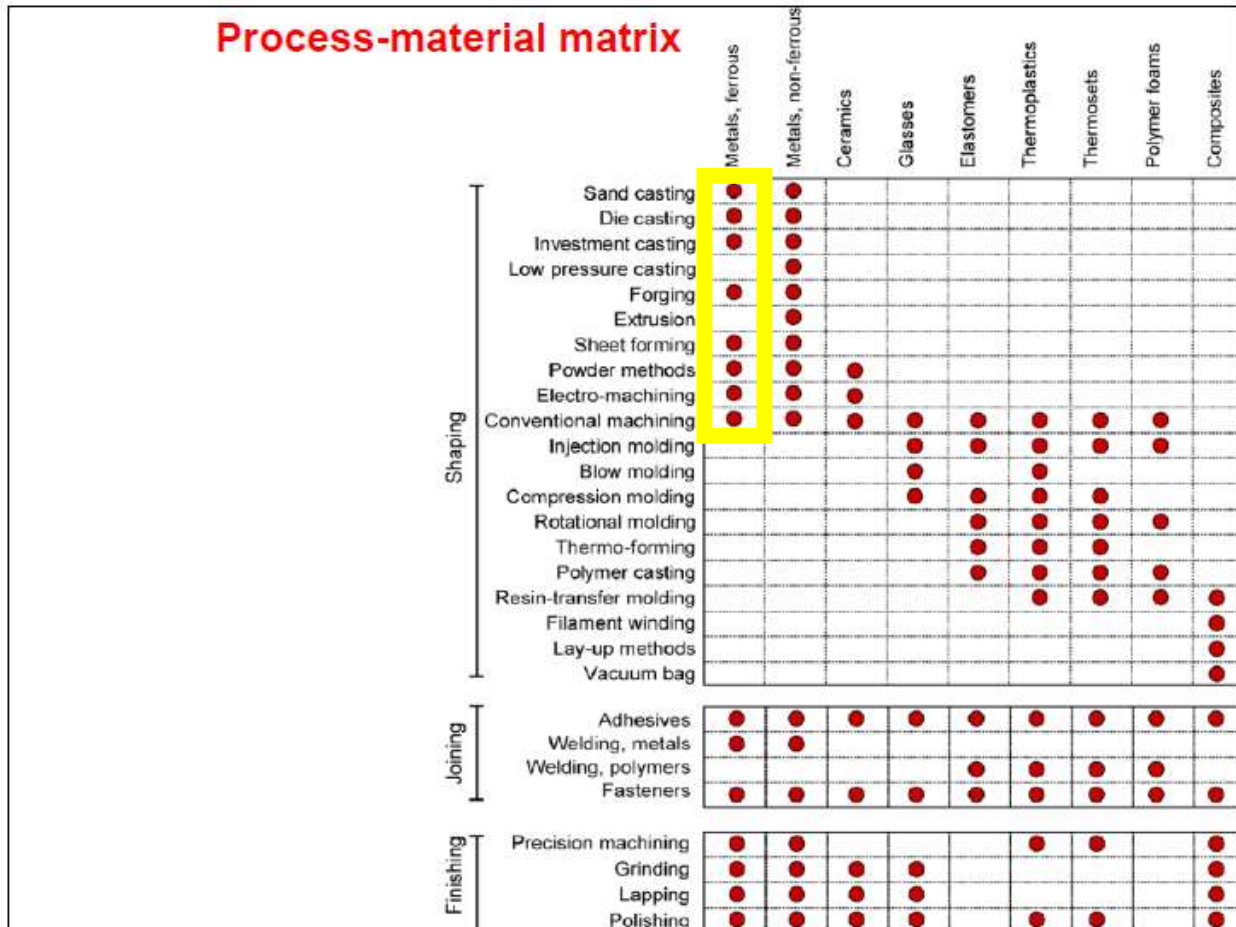 Process-material matrix
Metals, ferrous
Metals, non-ferrous
Ceramics
Glasses
Elastomers
Thermoplastics
Thermosets
Polymer foams
Composites
Shaping
Sand casting
Die casting
Investment casting
Low pressure casting
Forging
Extrusion
Sheet forming
Powder methods
Electro-machining
Conventional machining
Injection molding
Blow molding
Compression molding
Rotational molding
Thermo-forming
Polymer casting
Resin-transfer molding
Filament winding
Lay-up methods
Vacuum bag
Joining
Adhesives
Welding, metals
Welding, polymers
Fasteners
Finishing
Precision machining
Grinding
Lapping
Polishing